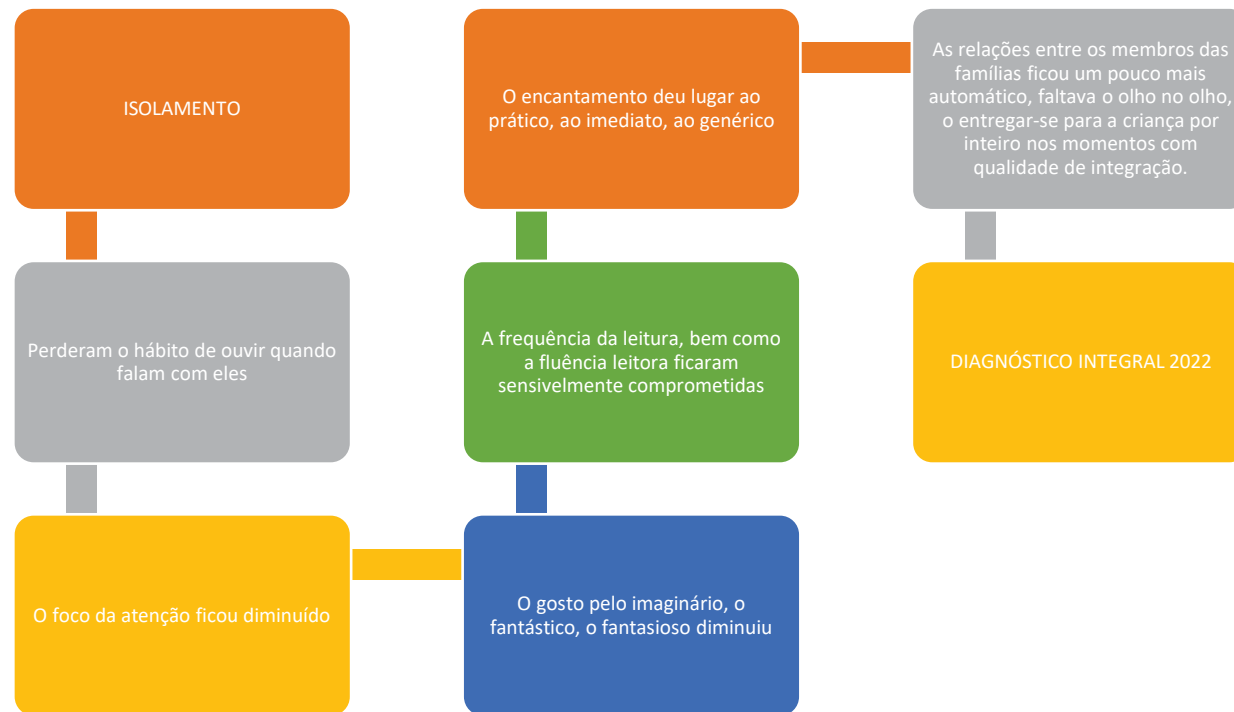 ISOLAMENTO
Perderam o hábito de ouvir quando
falam com eles
O foco da atenção ficou diminuído
O gosto pelo imaginário, o
fantástico, o fantasioso diminuiu
A frequência da leitura, bem como
a fluência leitora ficaram
sensivelmente comprometidas
O encantamento deu lugar ao
prático, ao imediato, ao genérico
As relações entre os membros das
famílias ficou um pouco mais
automático, faltava o olho no olho,
o entregar-se para a criança por
inteiro nos momentos com
qualidade de integração.
DIAGNÓSTICO INTEGRAL 2022